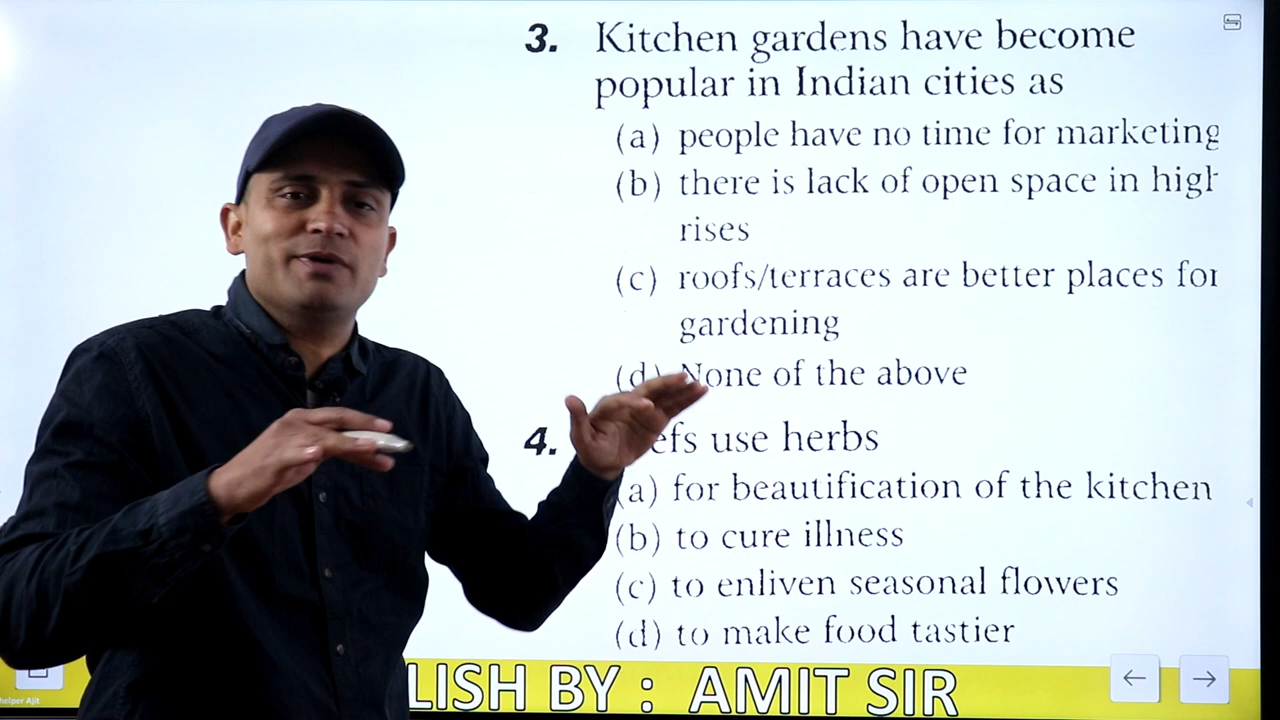 3. Kitchen gardens have become
popular in Indian cities as
(a) people have no time for marketing
(b) there is lack of open space in high
rises
(c) roofs/terraces are better places for
gardening
(d) None of the above
4. efs use herbs
(a) for beautification of the kitchen
(b) to cure illness
(c) to enliven seasonal flowers
(d) to make food tastier
LISH BY : AMIT SIR
helper Ajit